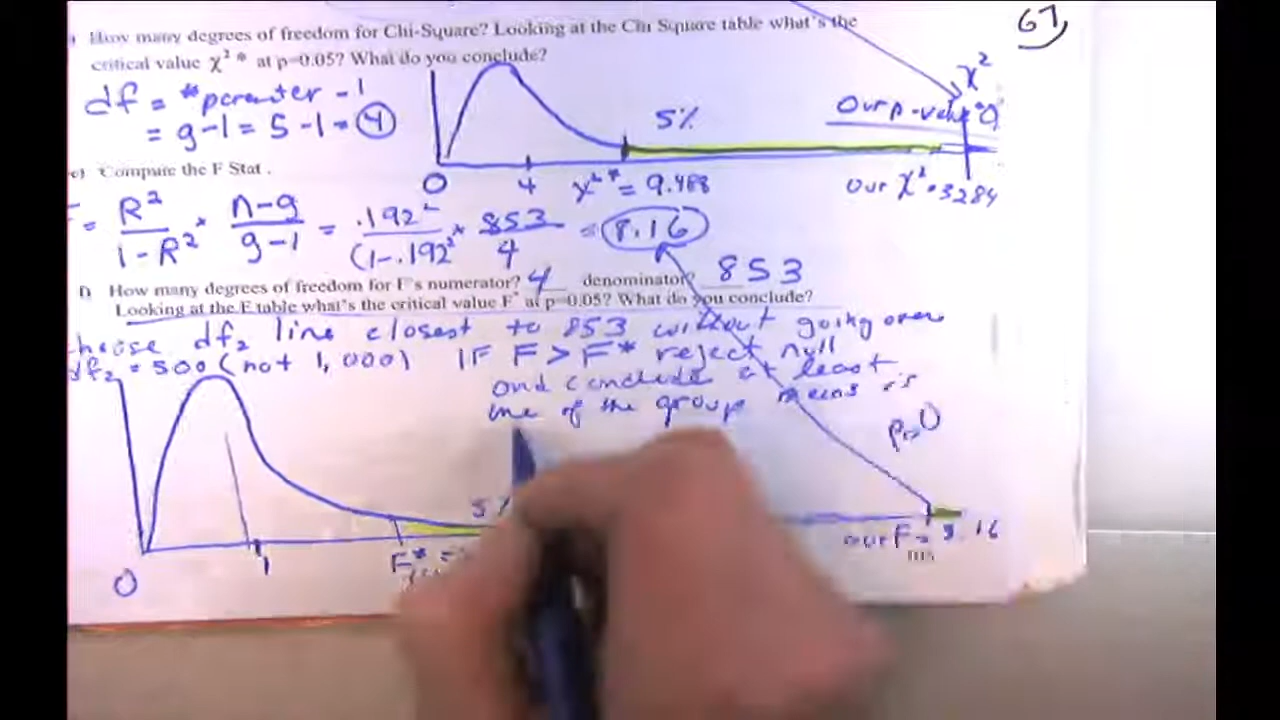 67
How many degrees of freedom for Chi-Square? Looking at the Chi Square table what's the
critical value χ² * at p=0.05? What do you conclude?
df = #parameter - 1
= g-1 = 5-1 = 4
5%
χ²
Our p-value
0
4
χ²* = 9.488
Our χ² = 32.84
e) Compute the F Stat .
= R² / 1-R² * n-g / g-1 = .192² / (1-.192² * 853 / 4 = 8.16
f) How many degrees of freedom for F's numerator? 4 denominator? 853
Looking at the F table what's the critical value F* at p=0.05? What do you conclude?
df₂ line closest to 853 without going over
df₂ = 500 (not 1,000) IF F > F* reject null
and conclude at least
one of the group means is
p=0
5%
0
1
F* =
our F = 8.16